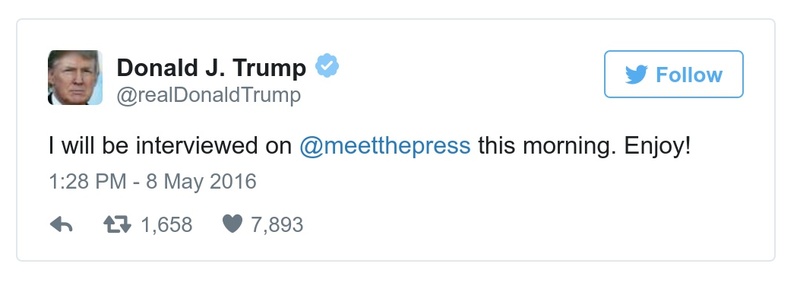 Donald J. Trump
@realDonaldTrump
Follow
I will be interviewed on @meetthepress this morning. Enjoy!
1:28 PM - 8 May 2016
1,658 7,893